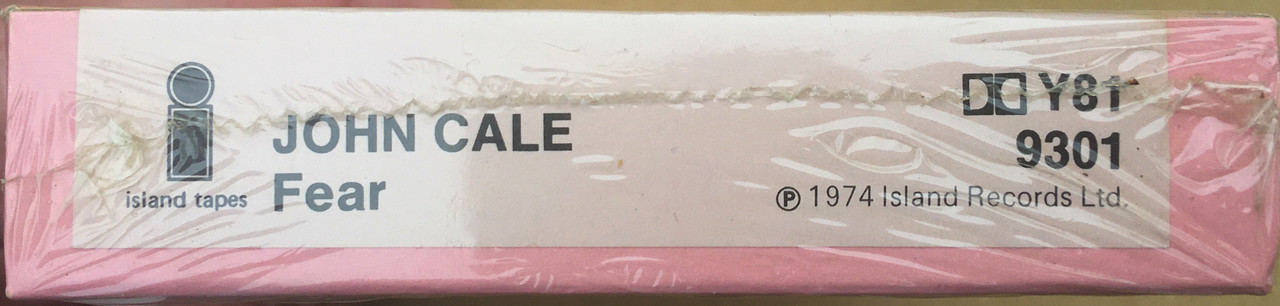 island tapes
JOHN CALE
Fear
Y81
9301
℗ 1974 Island Records Ltd.